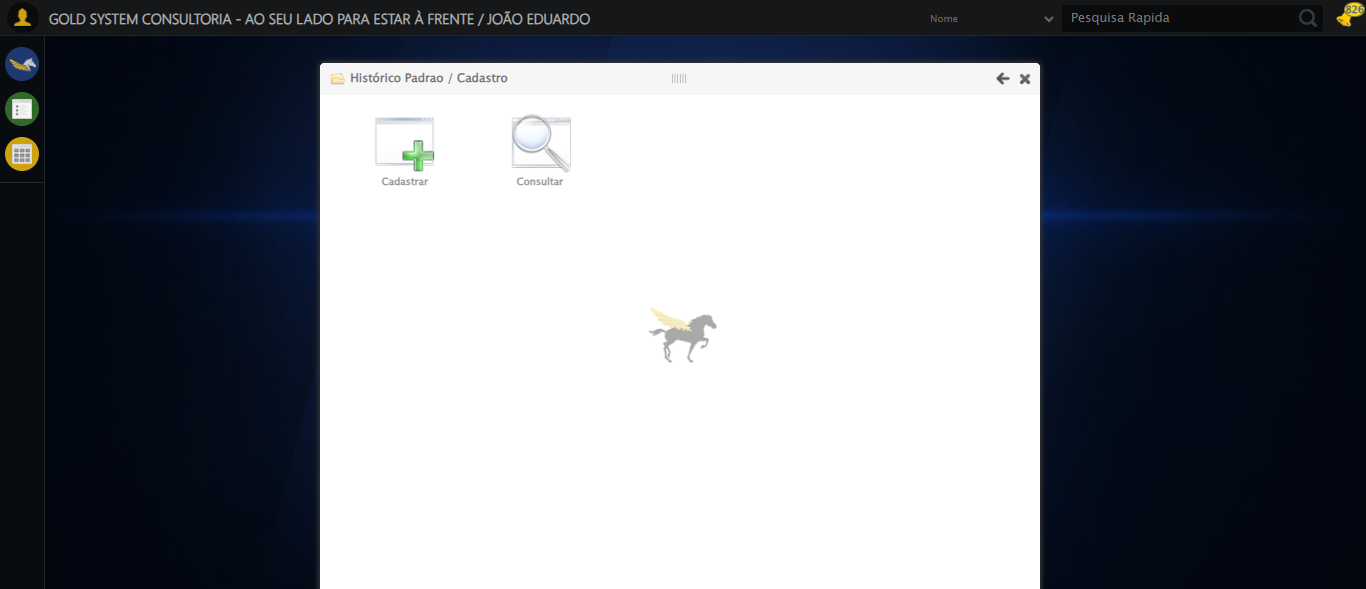 GOLD SYSTEM CONSULTORIA - AO SEU LADO PARA ESTAR À FRENTE / JOÃO EDUARDO
Nome
Pesquisa Rapida
826
Histórico Padrao / Cadastro
Cadastrar
Consultar